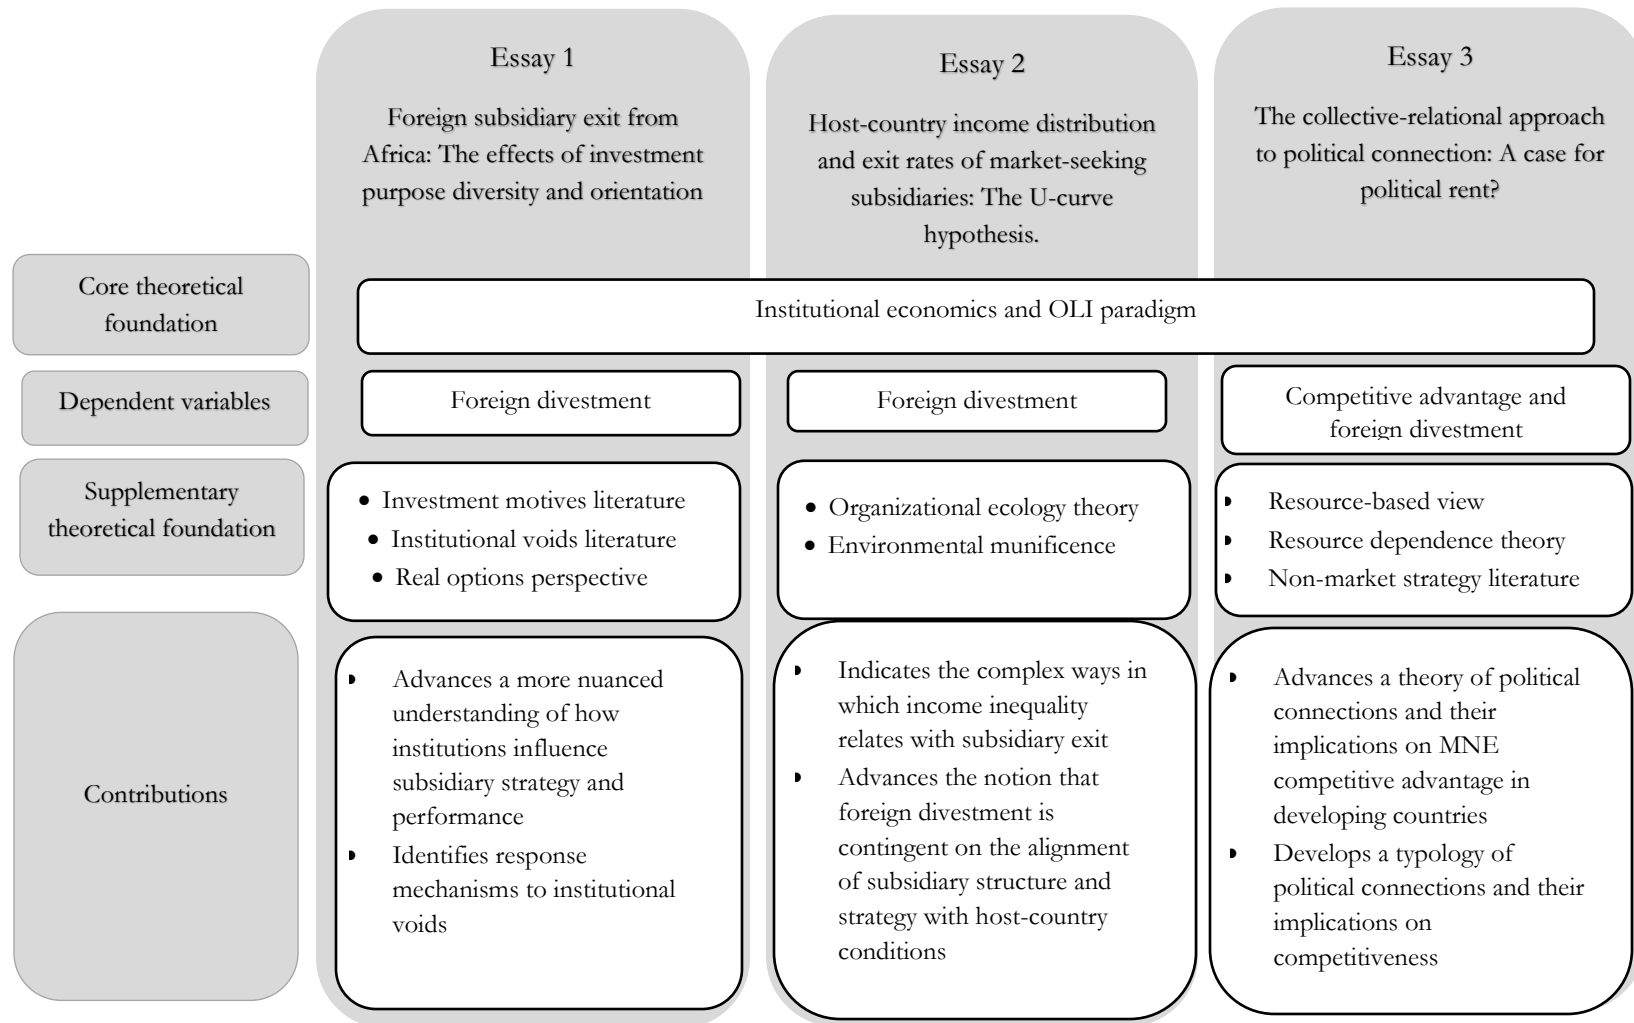 Essay 1
Foreign subsidiary exit from
Africa: The effects of investment
purpose diversity and orientation
Essay 2
Host-country income distribution
and exit rates of market-seeking
subsidiaries: The U-curve
hypothesis.
Essay 3
The collective-relational approach
to political connection: A case for
political rent?
Core theoretical
foundation
Institutional economics and OLI paradigm
Dependent variables
Foreign divestment
Foreign divestment
Competitive advantage and
foreign divestment
Supplementary
theoretical foundation
• Investment motives literature
• Institutional voids literature
• Real options perspective
• Organizational ecology theory
• Environmental munificence
• Resource-based view
• Resource dependence theory
• Non-market strategy literature
Contributions
• Advances a more nuanced
understanding of how
institutions influence
subsidiary strategy and
performance
• Identifies response
mechanisms to institutional
voids
• Indicates the complex ways in
which income inequality
relates with subsidiary exit
• Advances the notion that
foreign divestment is
contingent on the alignment
of subsidiary structure and
strategy with host-country
conditions
• Advances a theory of political
connections and their
implications on MNE
competitive advantage in
developing countries
• Develops a typology of
political connections and their
implications on
competitiveness